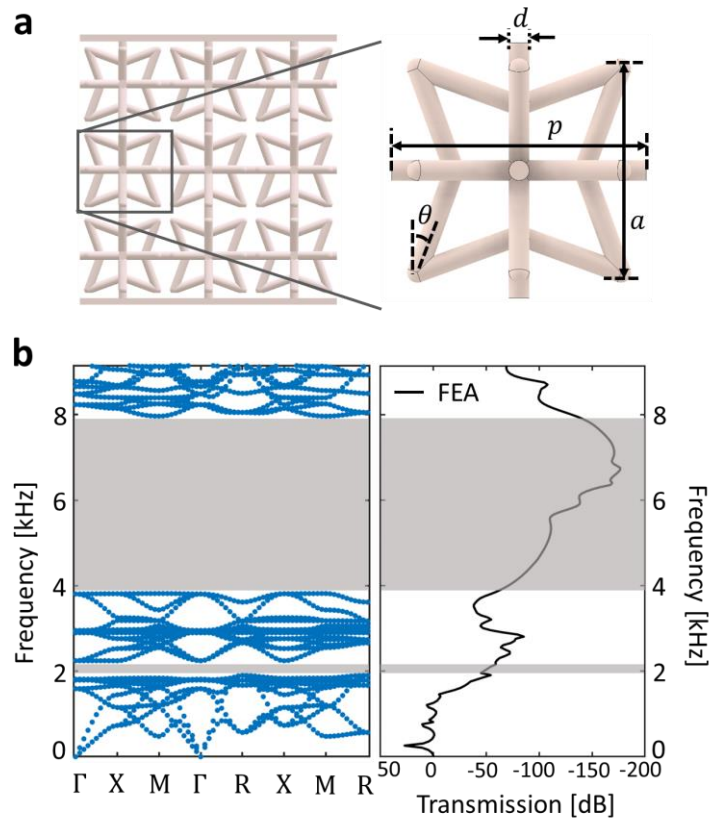 a
d
p
a
θ
b
FEA
8
6
4
2
0
Frequency [kHz]
Γ X M Γ R X M R
50 0 -50 -100 -150 -200
Transmission [dB]
8
6
4
2
0
Frequency [kHz]